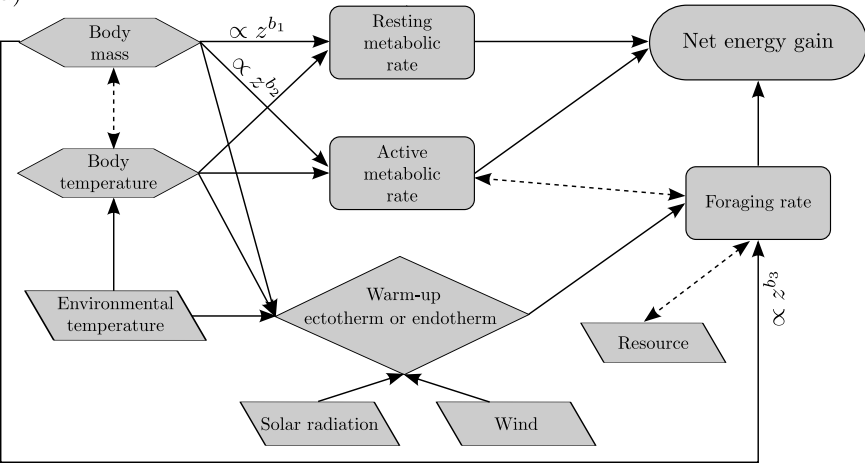 Body
mass
∝ z^{b_1}
∝ z^{b_2}
Resting
metabolic
rate
Net energy gain
Body
temperature
Active
metabolic
rate
Foraging rate
Environmental
temperature
Warm-up
ectotherm or endotherm
∝ z^{b_3}
Resource
Solar radiation
Wind